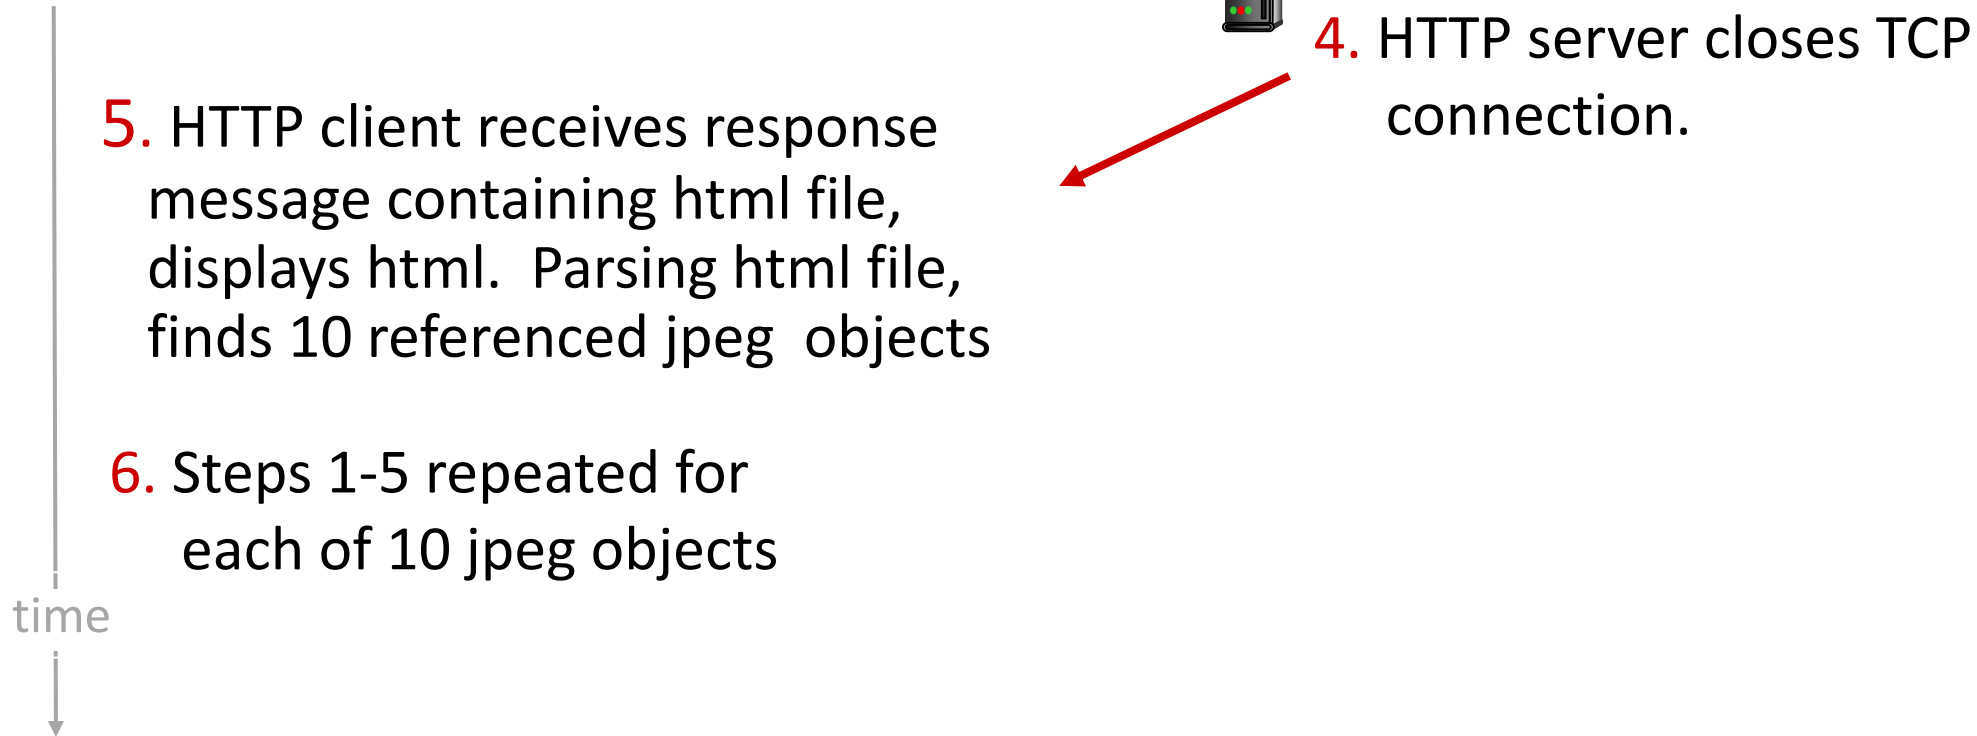 4. HTTP server closes TCP
connection.
5. HTTP client receives response
message containing html file,
displays html.  Parsing html file,
finds 10 referenced jpeg  objects
6. Steps 1-5 repeated for
each of 10 jpeg objects
time